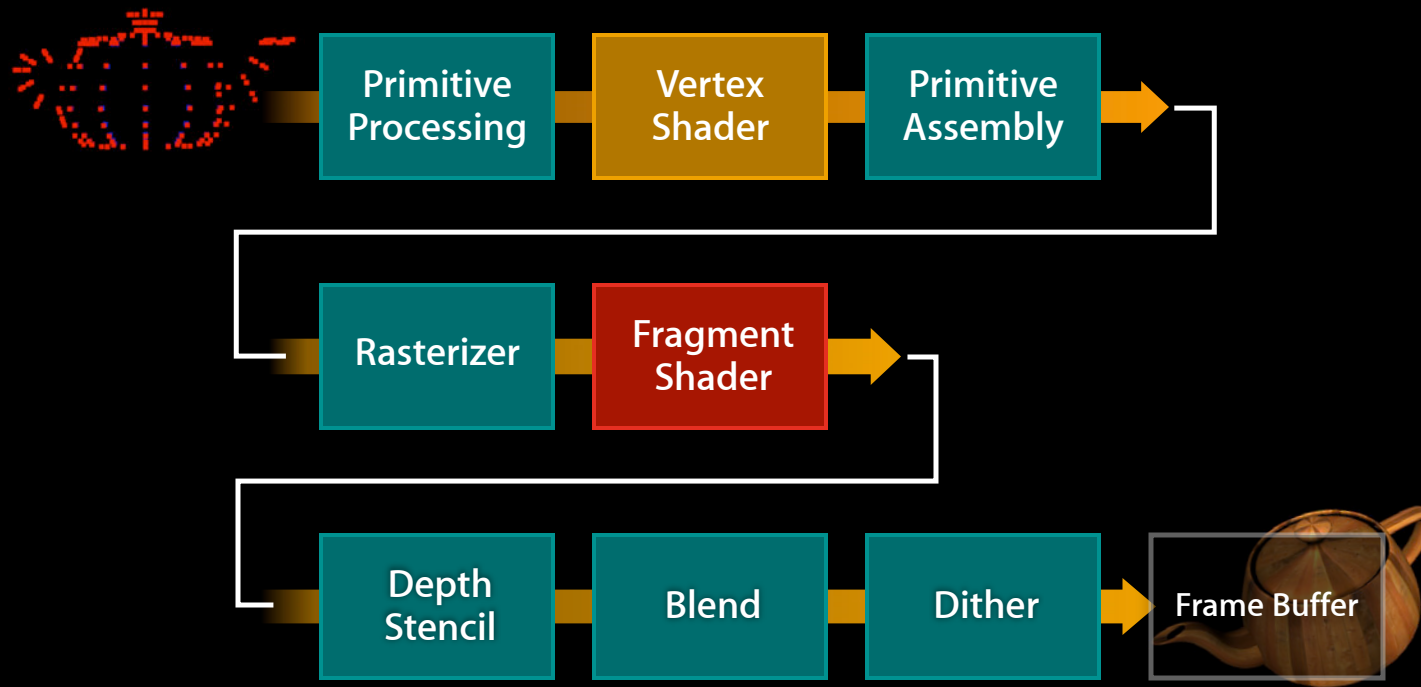 Primitive
Processing
Vertex
Shader
Primitive
Assembly
Rasterizer
Fragment
Shader
Depth
Stencil
Blend
Dither
Frame Buffer